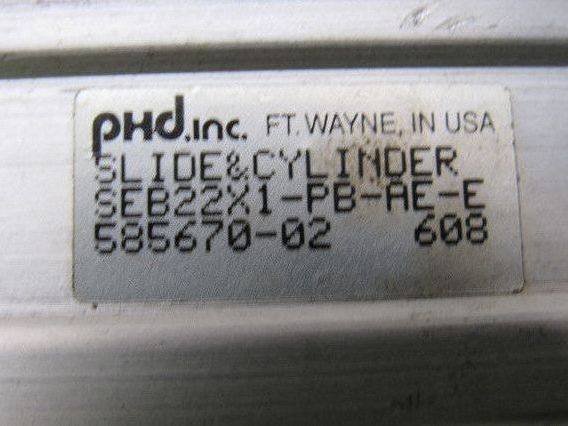 PHD.inc. FT. WAYNE, IN USA
SLIDE&CYLINDER
SEB22X1-PB-AE-E
585670-02 608